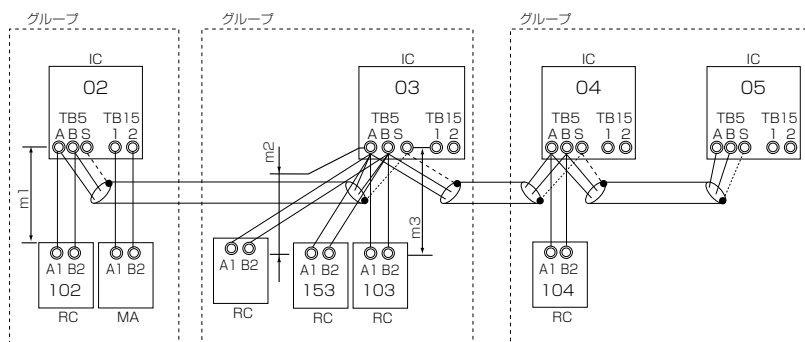 グループ グループ グループ
IC IC IC IC
02 03 04 05
TB5 TB15 TB5 TB15 TB5 TB15 TB5 TB15
A B S 1 2 A B S 1 2 A B S 1 2 A B S 1 2
m1 m2 m3
A1 B2 A1 B2 A1 B2 A1 B2 A1 B2 A1 B2
102 153 103 104
RC MA RC RC RC RC